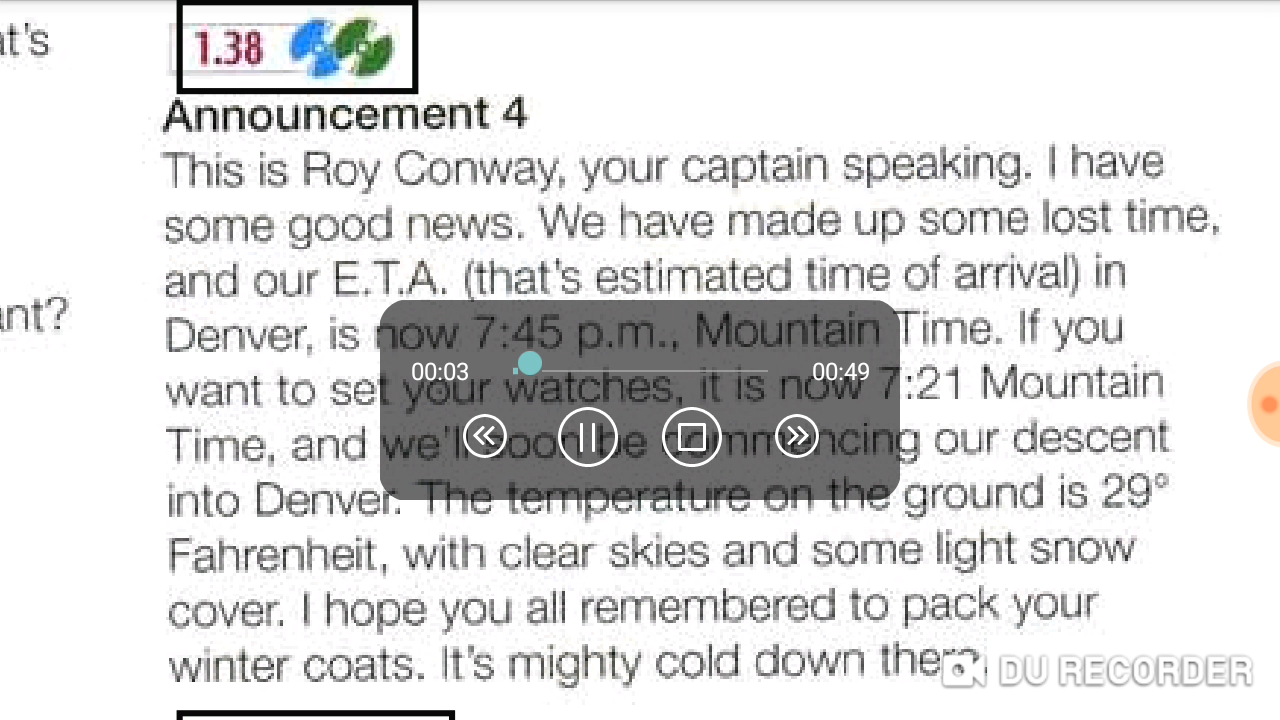 at's
1.38
Announcement 4
This is Roy Conway, your captain speaking. I have
some good news. We have made up some lost time,
and our E.T.A. (that's estimated time of arrival) in
ant?
Denver, is now 7:45 p.m., Mountain Time. If you
00:03
00:49
want to set your watches, it is now 7:21 Mountain
Time, and we'll soon be commencing our descent
into Denver. The temperature on the ground is 29°
Fahrenheit, with clear skies and some light snow
cover. I hope you all remembered to pack your
winter coats. It's mighty cold down there.
DU RECORDER